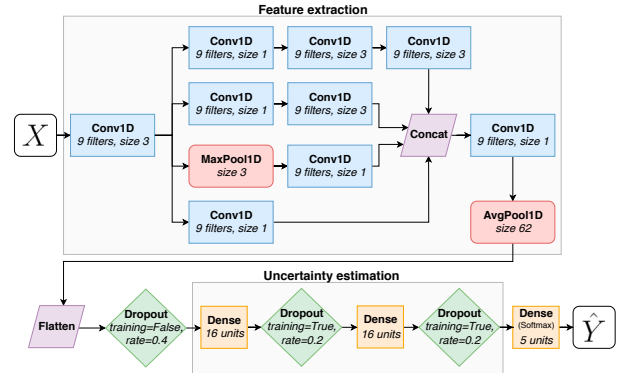 Feature extraction
Conv1D
9 filters, size 1
Conv1D
9 filters, size 3
Conv1D
9 filters, size 3
X
Conv1D
9 filters, size 3
Conv1D
9 filters, size 1
Conv1D
9 filters, size 3
Concat
Conv1D
9 filters, size 1
MaxPool1D
size 3
Conv1D
9 filters, size 1
Conv1D
9 filters, size 1
AvgPool1D
size 62
Uncertainty estimation
Flatten
Dropout
training=False,
rate=0.4
Dense
16 units
Dropout
training=True,
rate=0.2
Dense
16 units
Dropout
training=True,
rate=0.2
Dense
(Softmax)
5 units
Ŷ